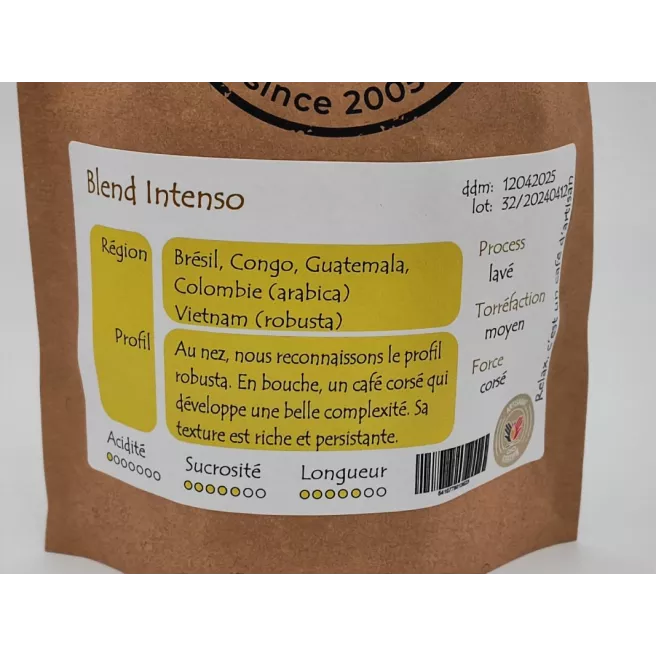 since 2005
Blend Intenso
ddm: 12042025
lot: 32/20240412
Région
Brésil, Congo, Guatemala,
Colombie (arabica)
Vietnam (robusta)
Profil
Au nez, nous reconnaissons le profil
robusta. En bouche, un café corsé qui
développe une belle complexité. Sa
texture est riche et persistante.
Process
lavé
Torréfaction
moyen
Force
corsé
Relax, c'est un café d'artisan
Acidité
Sucrosité
Longueur